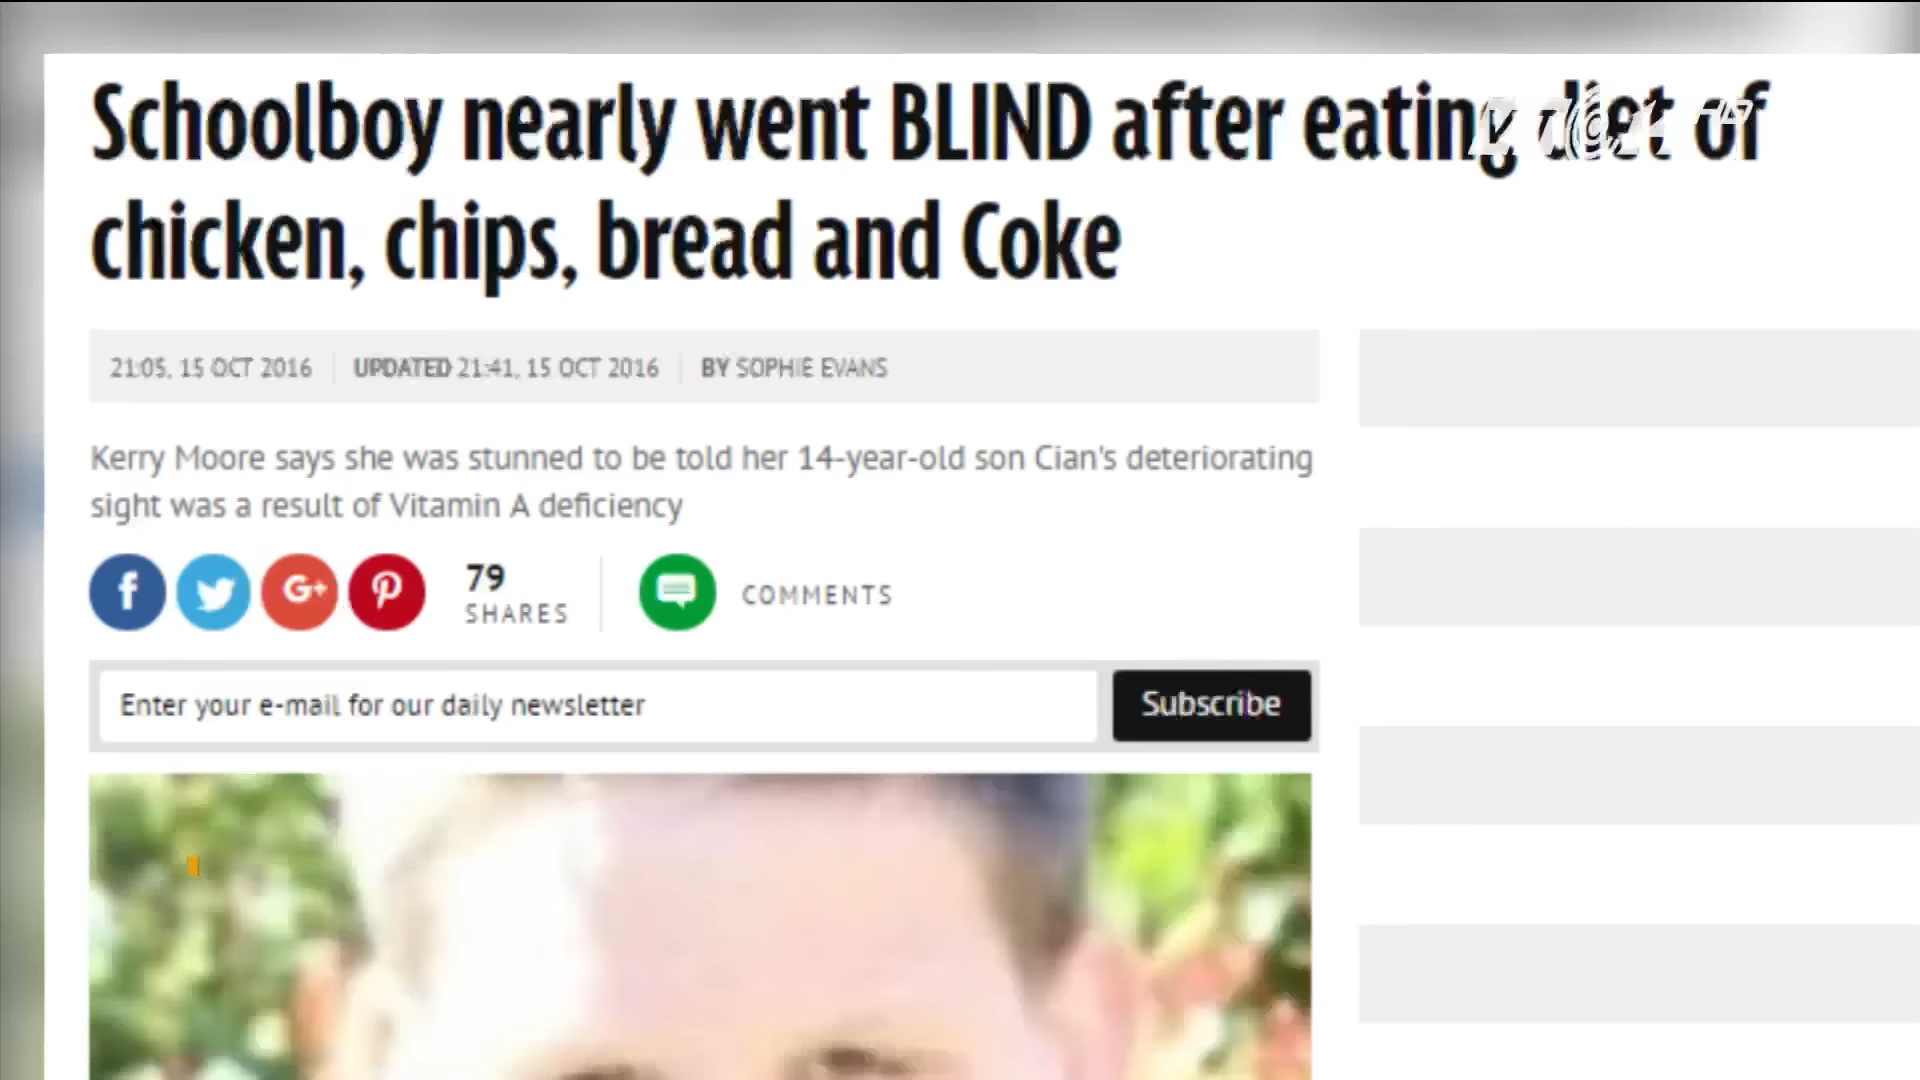 Schoolboy nearly went BLIND after eating diet of
chicken, chips, bread and Coke
21:05, 15 OCT 2016 UPDATED 21:41, 15 OCT 2016 BY SOPHIE EVANS
Kerry Moore says she was stunned to be told her 14-year-old son Cian's deteriorating
sight was a result of Vitamin A deficiency
79
SHARES
COMMENTS
Enter your e-mail for our daily newsletter
Subscribe